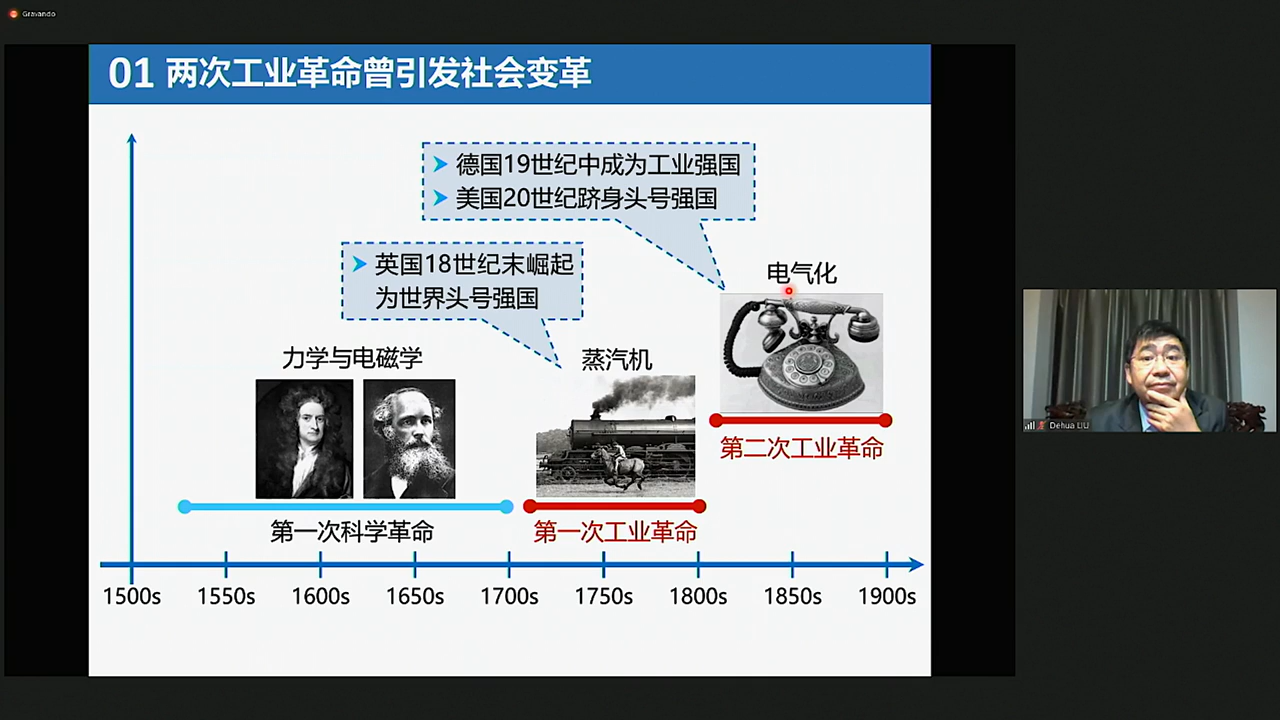 Gravando
01 两次工业革命曾引发社会变革
德国19世纪中成为工业强国
美国20世纪跻身头号强国
英国18世纪末崛起
为世界头号强国
电气化
力学与电磁学
蒸汽机
第二次工业革命
第一次科学革命
第一次工业革命
1500s 1550s 1600s 1650s 1700s 1750s 1800s 1850s 1900s
Dehua LIU